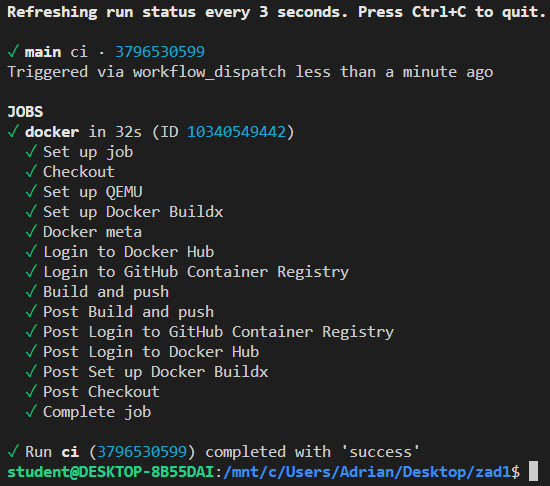 Refreshing run status every 3 seconds. Press Ctrl+C to quit.
✓ main ci · 3796530599
Triggered via workflow_dispatch less than a minute ago
JOBS
✓ docker in 32s (ID 10340549442)
✓ Set up job
✓ Checkout
✓ Set up QEMU
✓ Set up Docker Buildx
✓ Docker meta
✓ Login to Docker Hub
✓ Login to GitHub Container Registry
✓ Build and push
✓ Post Build and push
✓ Post Login to GitHub Container Registry
✓ Post Login to Docker Hub
✓ Post Set up Docker Buildx
✓ Post Checkout
✓ Complete job
✓ Run ci (3796530599) completed with 'success'
student@DESKTOP-8B55DAI:/mnt/c/Users/Adrian/Desktop/zad1$